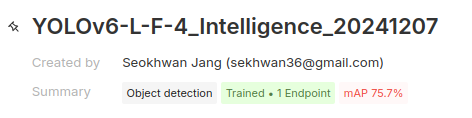 YOLOv6-L-F-4_Intelligence_20241207
Created by Seokhwan Jang (sekhwan36@gmail.com)
Summary Object detection Trained • 1 Endpoint mAP 75.7%